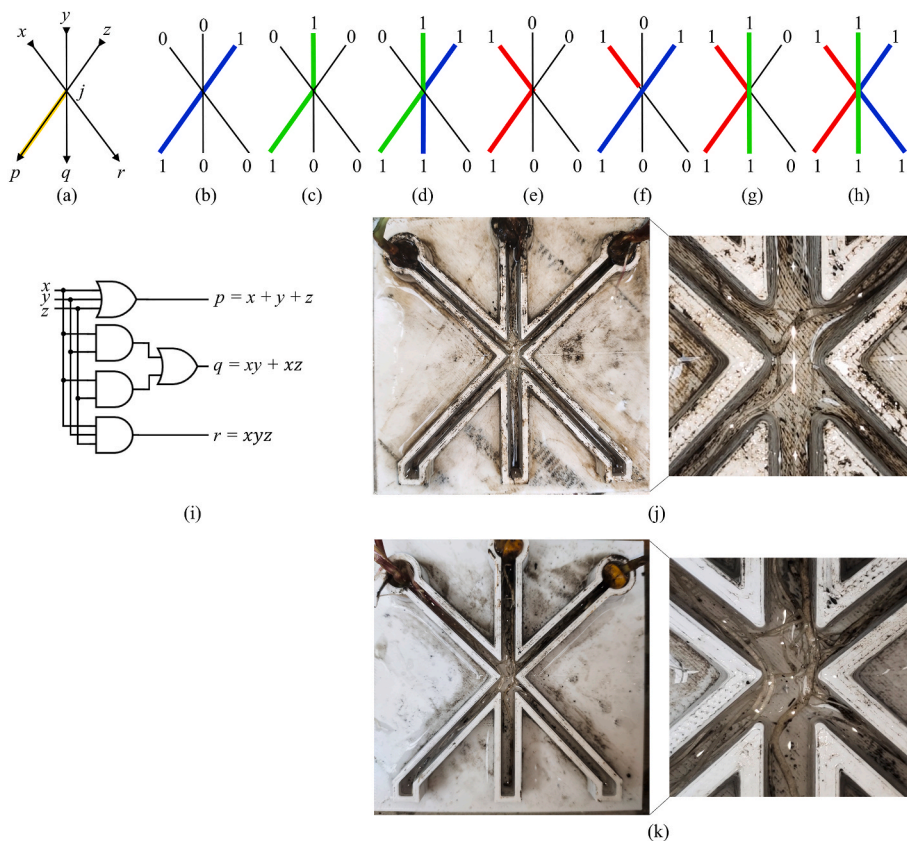 x y z
j
p q r
(a)
0 0 1
1 0 0
(b)
0 1 0
1 0 0
(c)
0 1 1
1 1 0
(d)
1 0 0
1 0 0
(e)
1 0 1
1 0 0
(f)
1 1 0
1 1 0
(g)
1 1 1
1 1 1
(h)
x
y
z
p = x + y + z
q = xy + xz
r = xyz
(i)
(j)
(k)